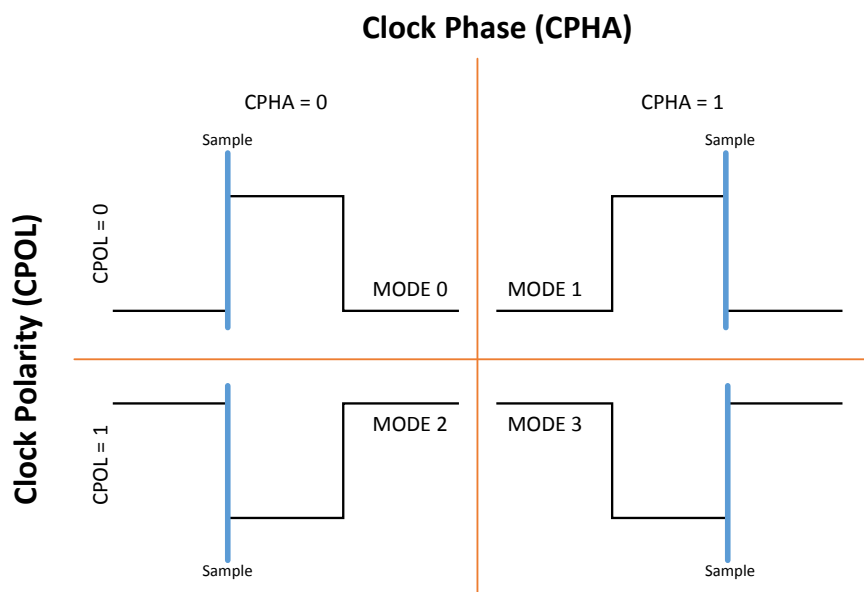 Clock Phase (CPHA)
CPHA = 0
CPHA = 1
Sample
Sample
Clock Polarity (CPOL)
CPOL = 0
MODE 0
MODE 1
CPOL = 1
MODE 2
MODE 3
Sample
Sample